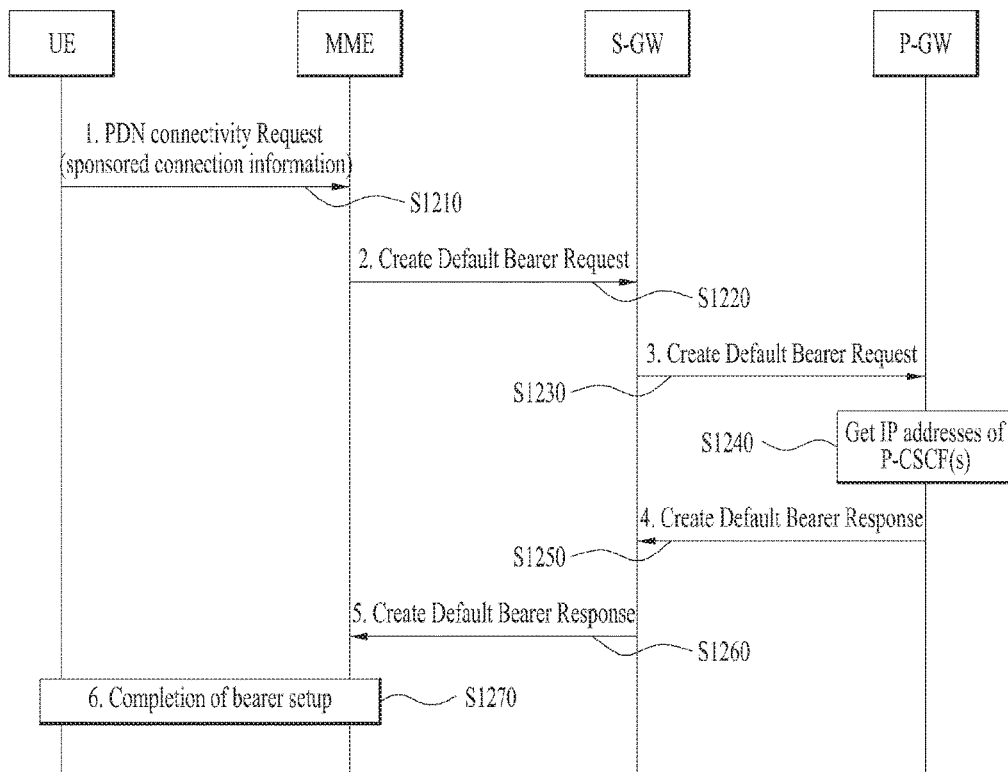 UE
MME
S-GW
P-GW
1. PDN connectivity Request
(sponsored connection information)
S1210
2. Create Default Bearer Request
S1220
3. Create Default Bearer Request
S1230
S1240
Get IP addresses of
P-CSCF(s)
4. Create Default Bearer Response
S1250
5. Create Default Bearer Response
S1260
6. Completion of bearer setup
S1270